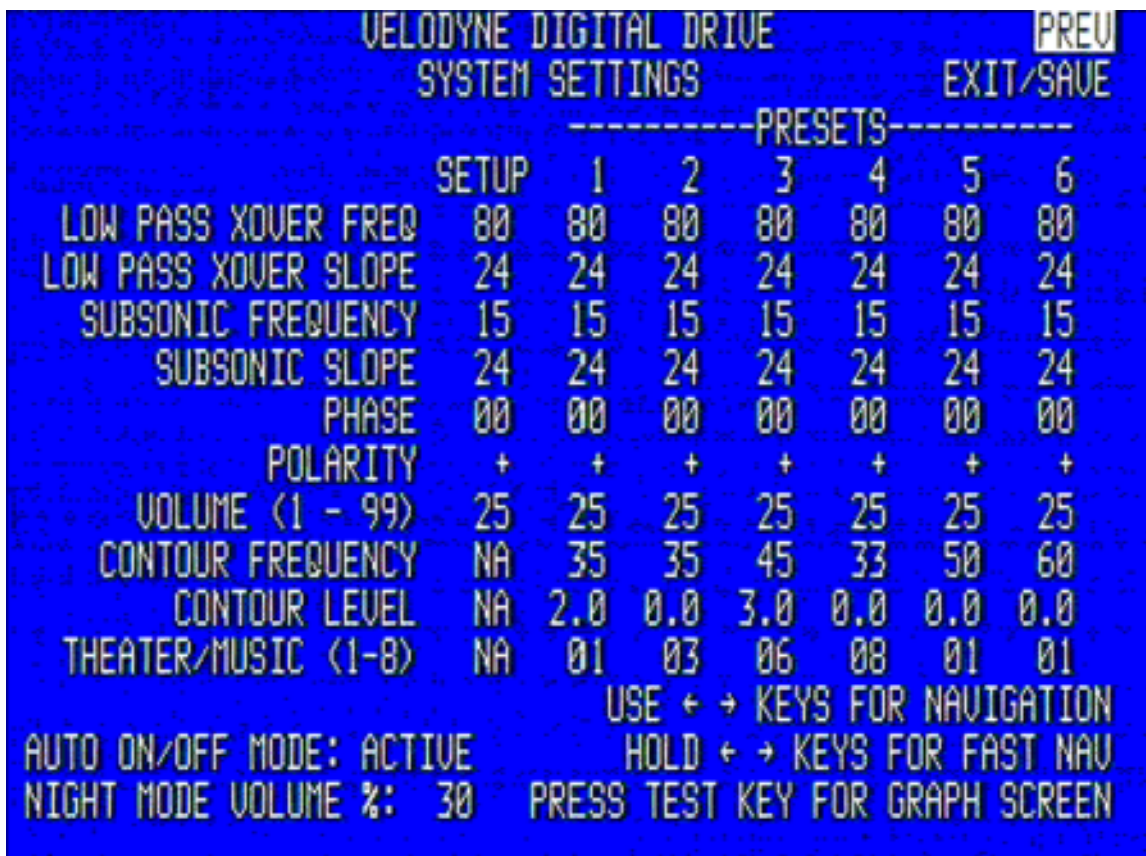 VELODYNE DIGITAL DRIVE PREV
SYSTEM SETTINGS EXIT/SAVE
----------PRESETS----------
SETUP 1 2 3 4 5 6
LOW PASS XOVER FREQ 80 80 80 80 80 80 80
LOW PASS XOVER SLOPE 24 24 24 24 24 24 24
SUBSONIC FREQUENCY 15 15 15 15 15 15 15
SUBSONIC SLOPE 24 24 24 24 24 24 24
PHASE 00 00 00 00 00 00 00
POLARITY + + + + + + +
VOLUME (1 - 99) 25 25 25 25 25 25 25
CONTOUR FREQUENCY NA 35 35 45 33 50 60
CONTOUR LEVEL NA 2.0 0.0 3.0 0.0 0.0 0.0
THEATER/MUSIC (1-8) NA 01 03 06 08 01 01
USE ← → KEYS FOR NAVIGATION
AUTO ON/OFF MODE: ACTIVE HOLD ← → KEYS FOR FAST NAV
NIGHT MODE VOLUME %: 30 PRESS TEST KEY FOR GRAPH SCREEN